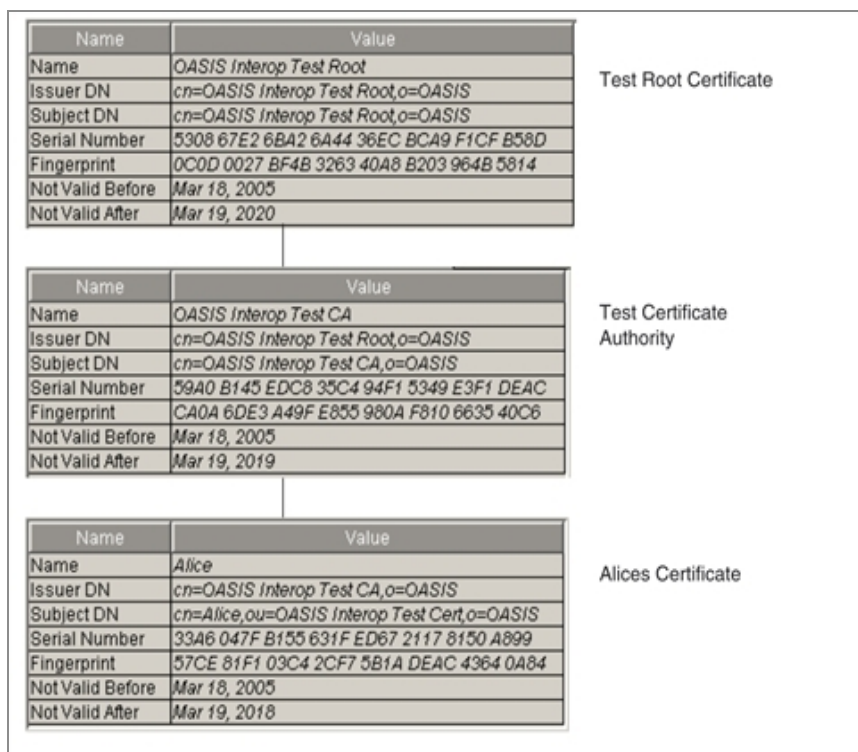 Name Value
Name OASIS Interop Test Root
Issuer DN cn=OASIS Interop Test Root,o=OASIS
Subject DN cn=OASIS Interop Test Root,o=OASIS
Serial Number 5308 67E2 6BA2 6A44 36EC BCA9 F1CF B58D
Fingerprint 0C0D 0027 BF4B 3263 40A8 B203 964B 5814
Not Valid Before Mar 18, 2005
Not Valid After Mar 19, 2020
Test Root Certificate
Name Value
Name OASIS Interop Test CA
Issuer DN cn=OASIS Interop Test Root,o=OASIS
Subject DN cn=OASIS Interop Test CA,o=OASIS
Serial Number 59A0 B145 EDC8 35C4 94F1 5349 E3F1 DEAC
Fingerprint CA0A 6DE3 A49F E855 980A F810 6635 40C6
Not Valid Before Mar 18, 2005
Not Valid After Mar 19, 2019
Test Certificate
Authority
Name Value
Name Alice
Issuer DN cn=OASIS Interop Test CA,o=OASIS
Subject DN cn=Alice,ou=OASIS Interop Test Cert,o=OASIS
Serial Number 33A6 047F B155 631F ED67 2117 8150 A899
Fingerprint 57CE 81F1 03C4 2CF7 5B1A DEAC 4364 0A84
Not Valid Before Mar 18, 2005
Not Valid After Mar 19, 2018
Alices Certificate